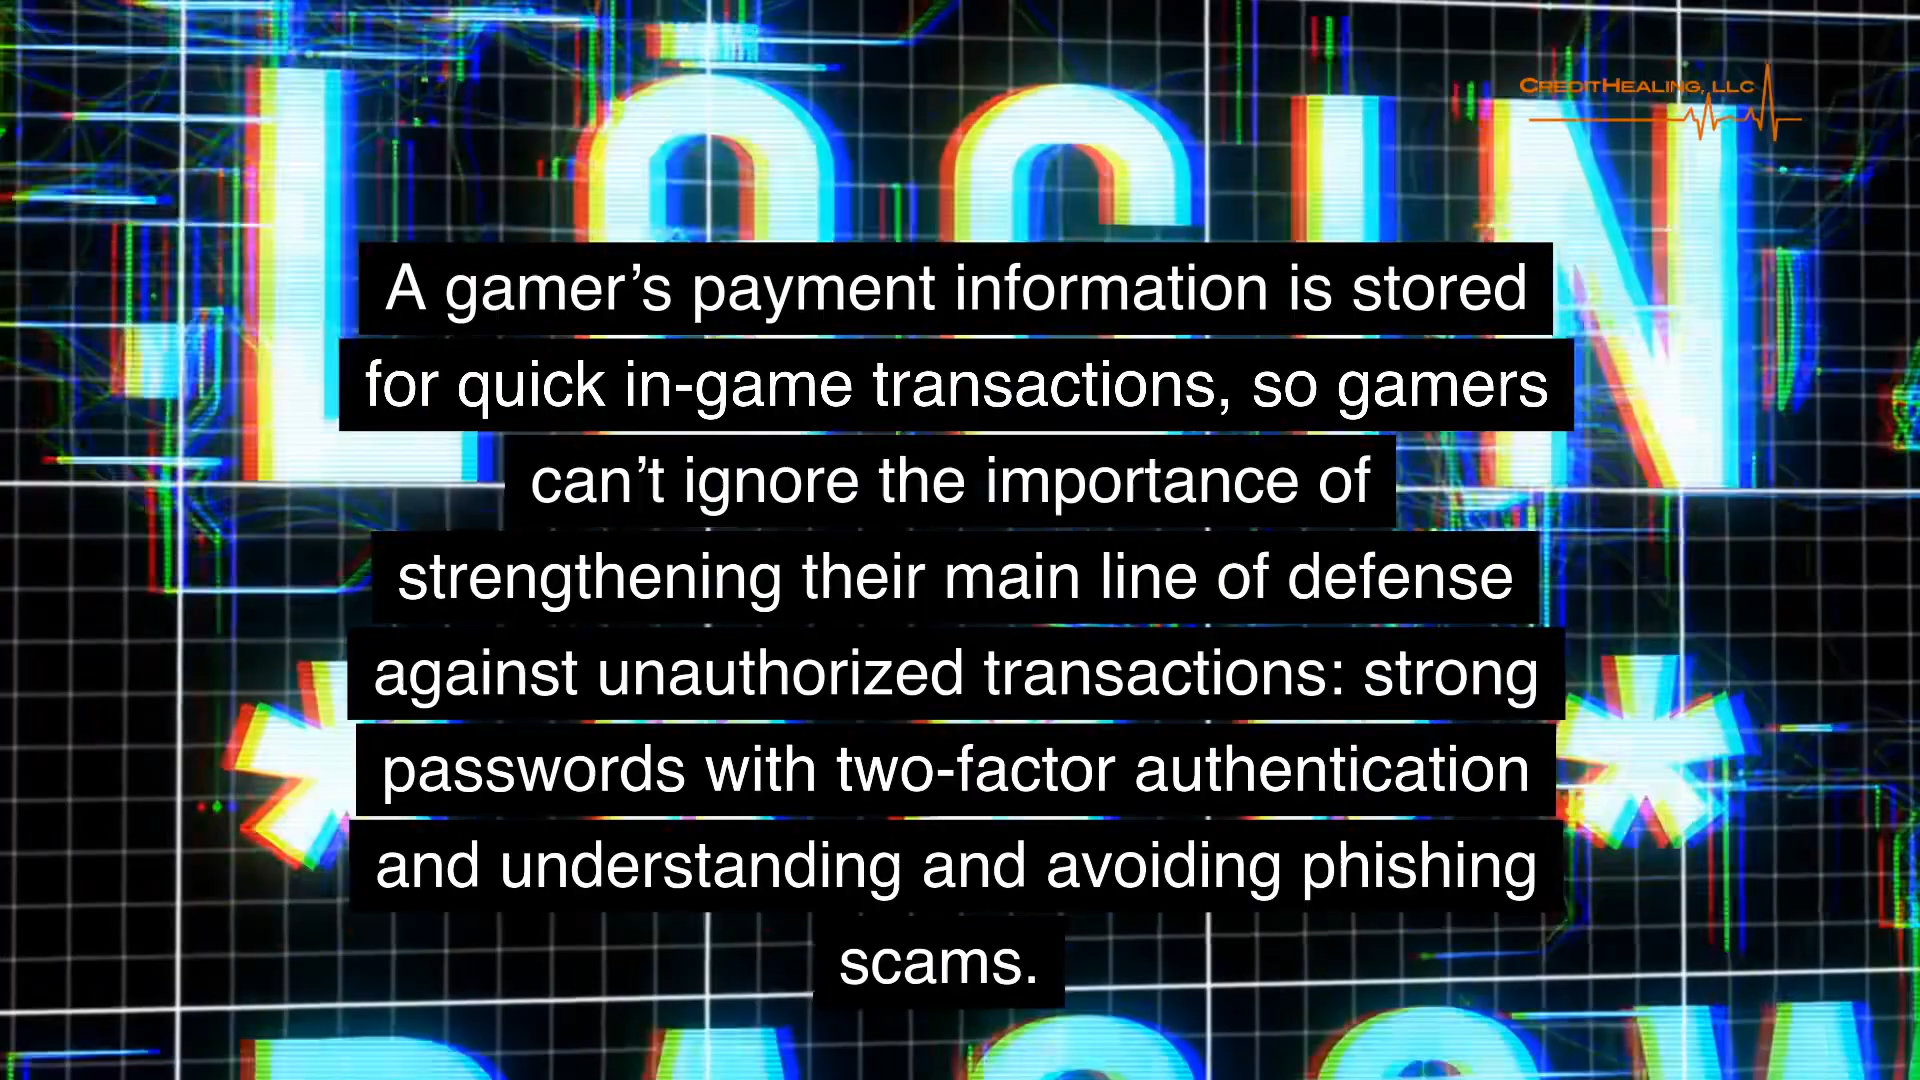 LOGIN
CREDITHEALING, LLC
A gamer’s payment information is stored
for quick in-game transactions, so gamers
can’t ignore the importance of
strengthening their main line of defense
against unauthorized transactions: strong
passwords with two-factor authentication
and understanding and avoiding phishing
scams.